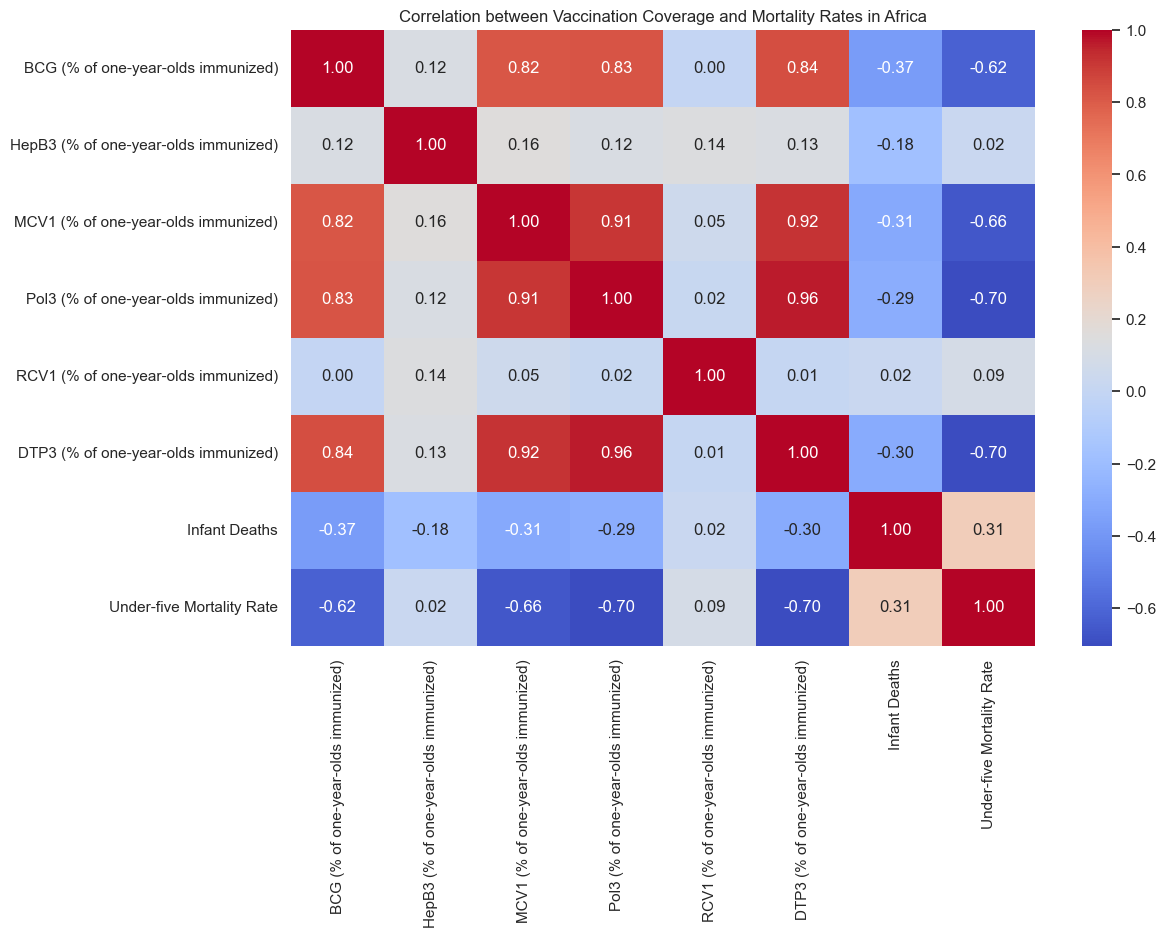 Correlation between Vaccination Coverage and Mortality Rates in Africa
BCG (% of one-year-olds immunized) 1.00 0.12 0.82 0.83 0.00 0.84 -0.37 -0.62
HepB3 (% of one-year-olds immunized) 0.12 1.00 0.16 0.12 0.14 0.13 -0.18 0.02
MCV1 (% of one-year-olds immunized) 0.82 0.16 1.00 0.91 0.05 0.92 -0.31 -0.66
Pol3 (% of one-year-olds immunized) 0.83 0.12 0.91 1.00 0.02 0.96 -0.29 -0.70
RCV1 (% of one-year-olds immunized) 0.00 0.14 0.05 0.02 1.00 0.01 0.02 0.09
DTP3 (% of one-year-olds immunized) 0.84 0.13 0.92 0.96 0.01 1.00 -0.30 -0.70
Infant Deaths -0.37 -0.18 -0.31 -0.29 0.02 -0.30 1.00 0.31
Under-five Mortality Rate -0.62 0.02 -0.66 -0.70 0.09 -0.70 0.31 1.00
BCG (% of one-year-olds immunized)
HepB3 (% of one-year-olds immunized)
MCV1 (% of one-year-olds immunized)
Pol3 (% of one-year-olds immunized)
RCV1 (% of one-year-olds immunized)
DTP3 (% of one-year-olds immunized)
Infant Deaths
Under-five Mortality Rate
1.0
0.8
0.6
0.4
0.2
0.0
−0.2
−0.4
−0.6